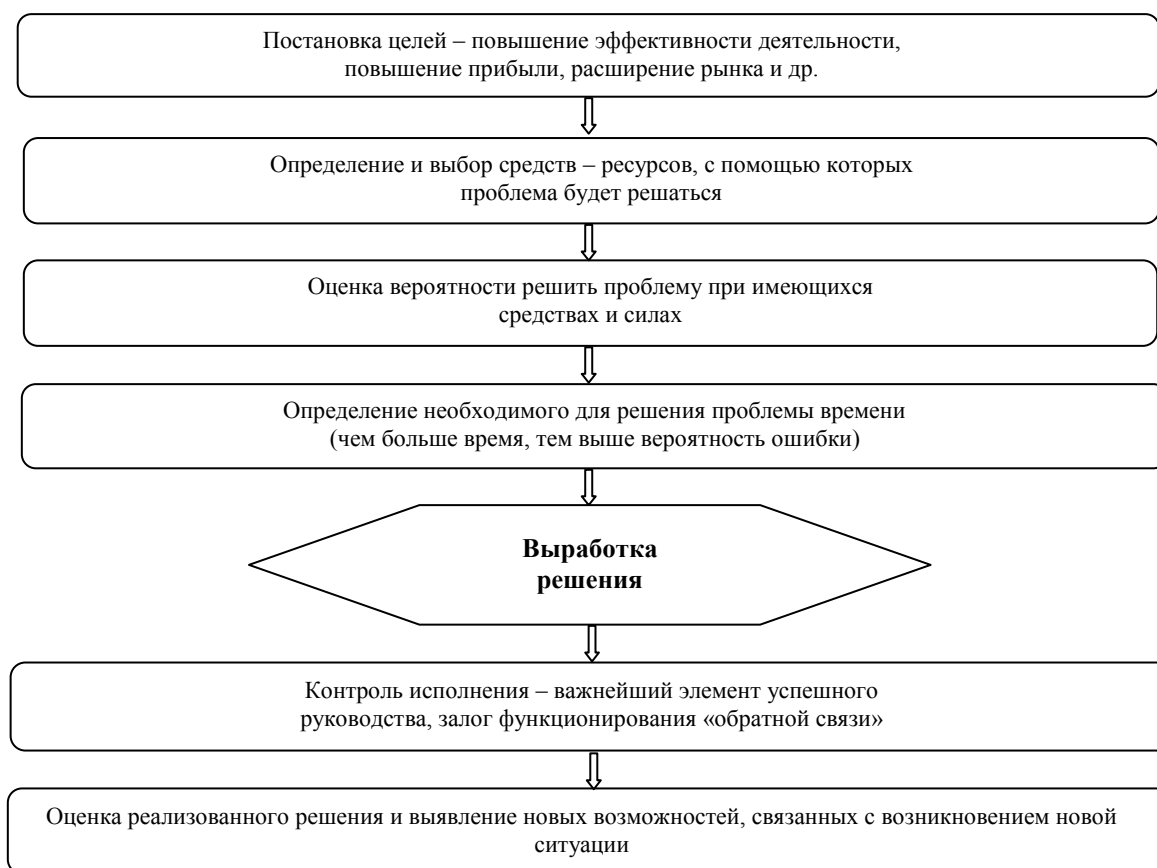 Постановка целей – повышение эффективности деятельности,
повышение прибыли, расширение рынка и др.
Определение и выбор средств – ресурсов, с помощью которых
проблема будет решаться
Оценка вероятности решить проблему при имеющихся
средствах и силах
Определение необходимого для решения проблемы времени
(чем больше время, тем выше вероятность ошибки)
Выработка
решения
Контроль исполнения – важнейший элемент успешного
руководства, залог функционирования «обратной связи»
Оценка реализованного решения и выявление новых возможностей, связанных с возникновением новой
ситуации